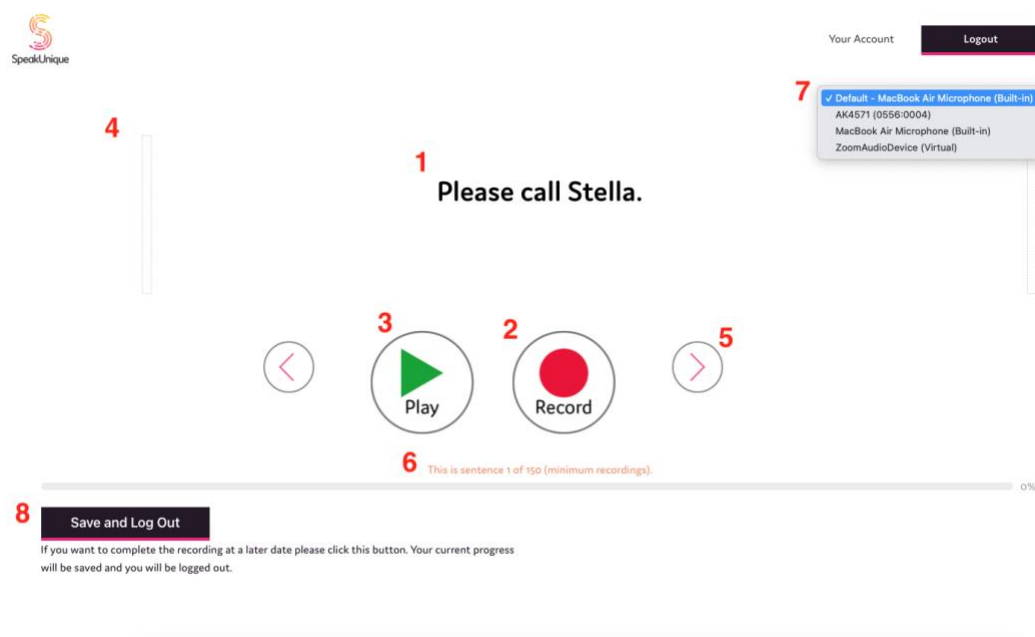 SpeakUnique
Your Account
Logout
7
✓ Default - MacBook Air Microphone (Built-in)
AK4571 (0556:0004)
MacBook Air Microphone (Built-in)
ZoomAudioDevice (Virtual)
4
1
Please call Stella.
3
2
5
Play
Record
6
This is sentence 1 of 150 (minimum recordings).
0%
8
Save and Log Out
If you want to complete the recording at a later date please click this button. Your current progress
will be saved and you will be logged out.